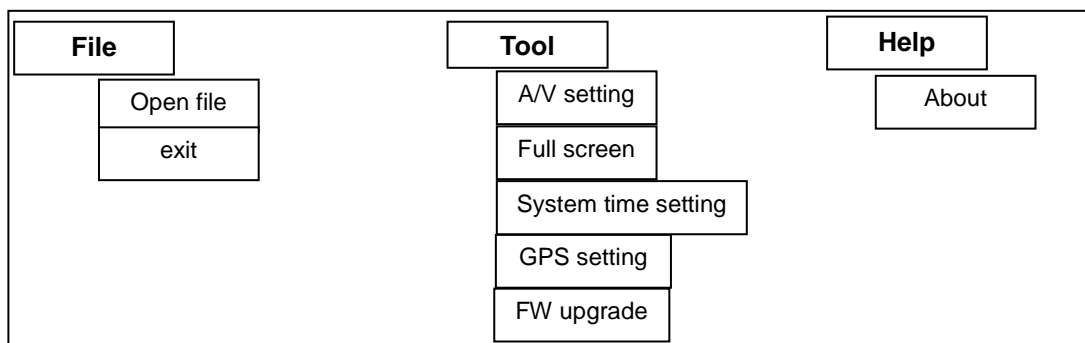 File
Open file
exit
Tool
A/V setting
Full screen
System time setting
GPS setting
FW upgrade
Help
About